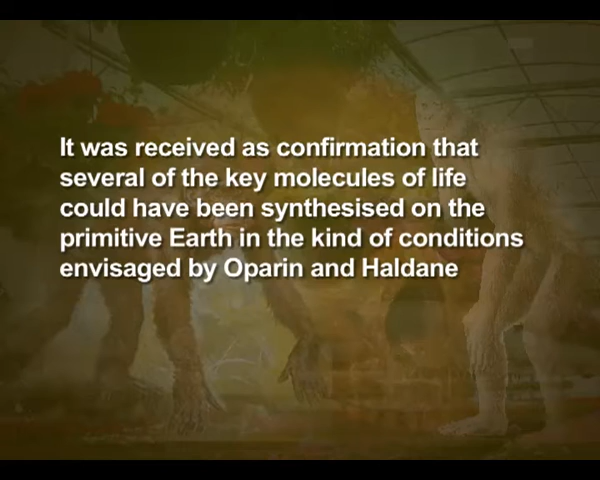 It was received as confirmation that
several of the key molecules of life
could have been synthesised on the
primitive Earth in the kind of conditions
envisaged by Oparin and Haldane